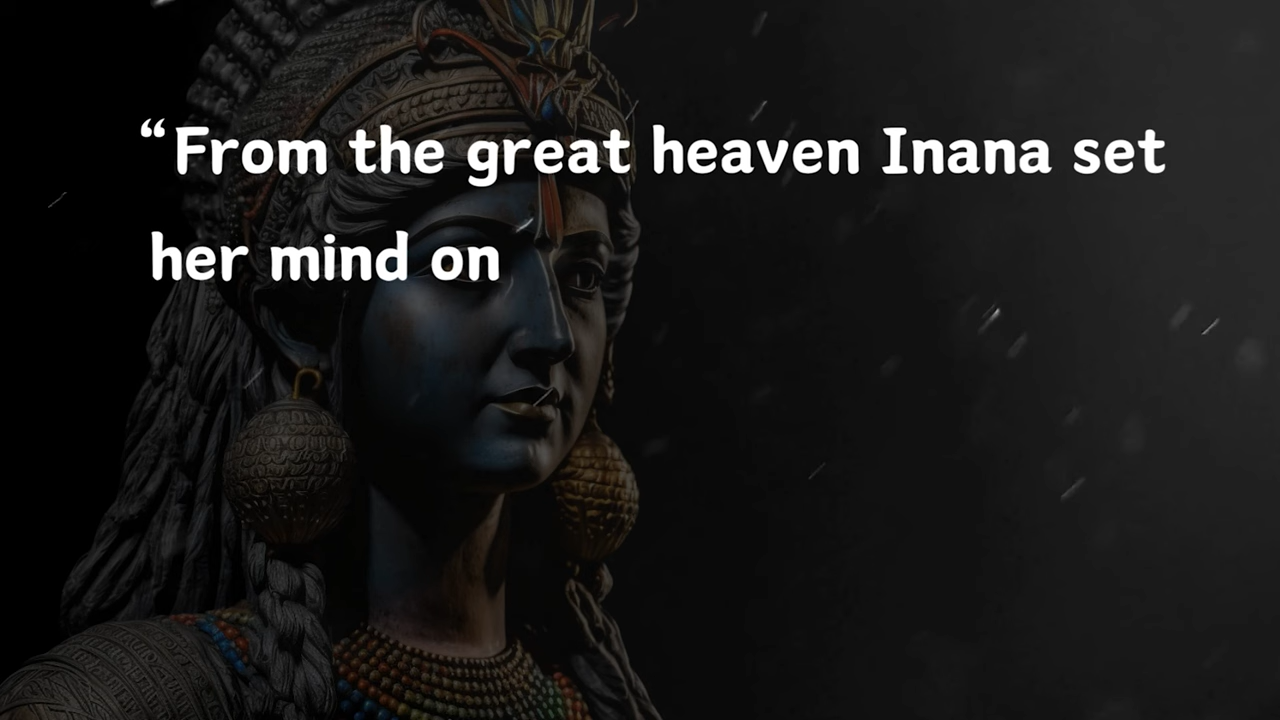 “From the great heaven Inana set
her mind on